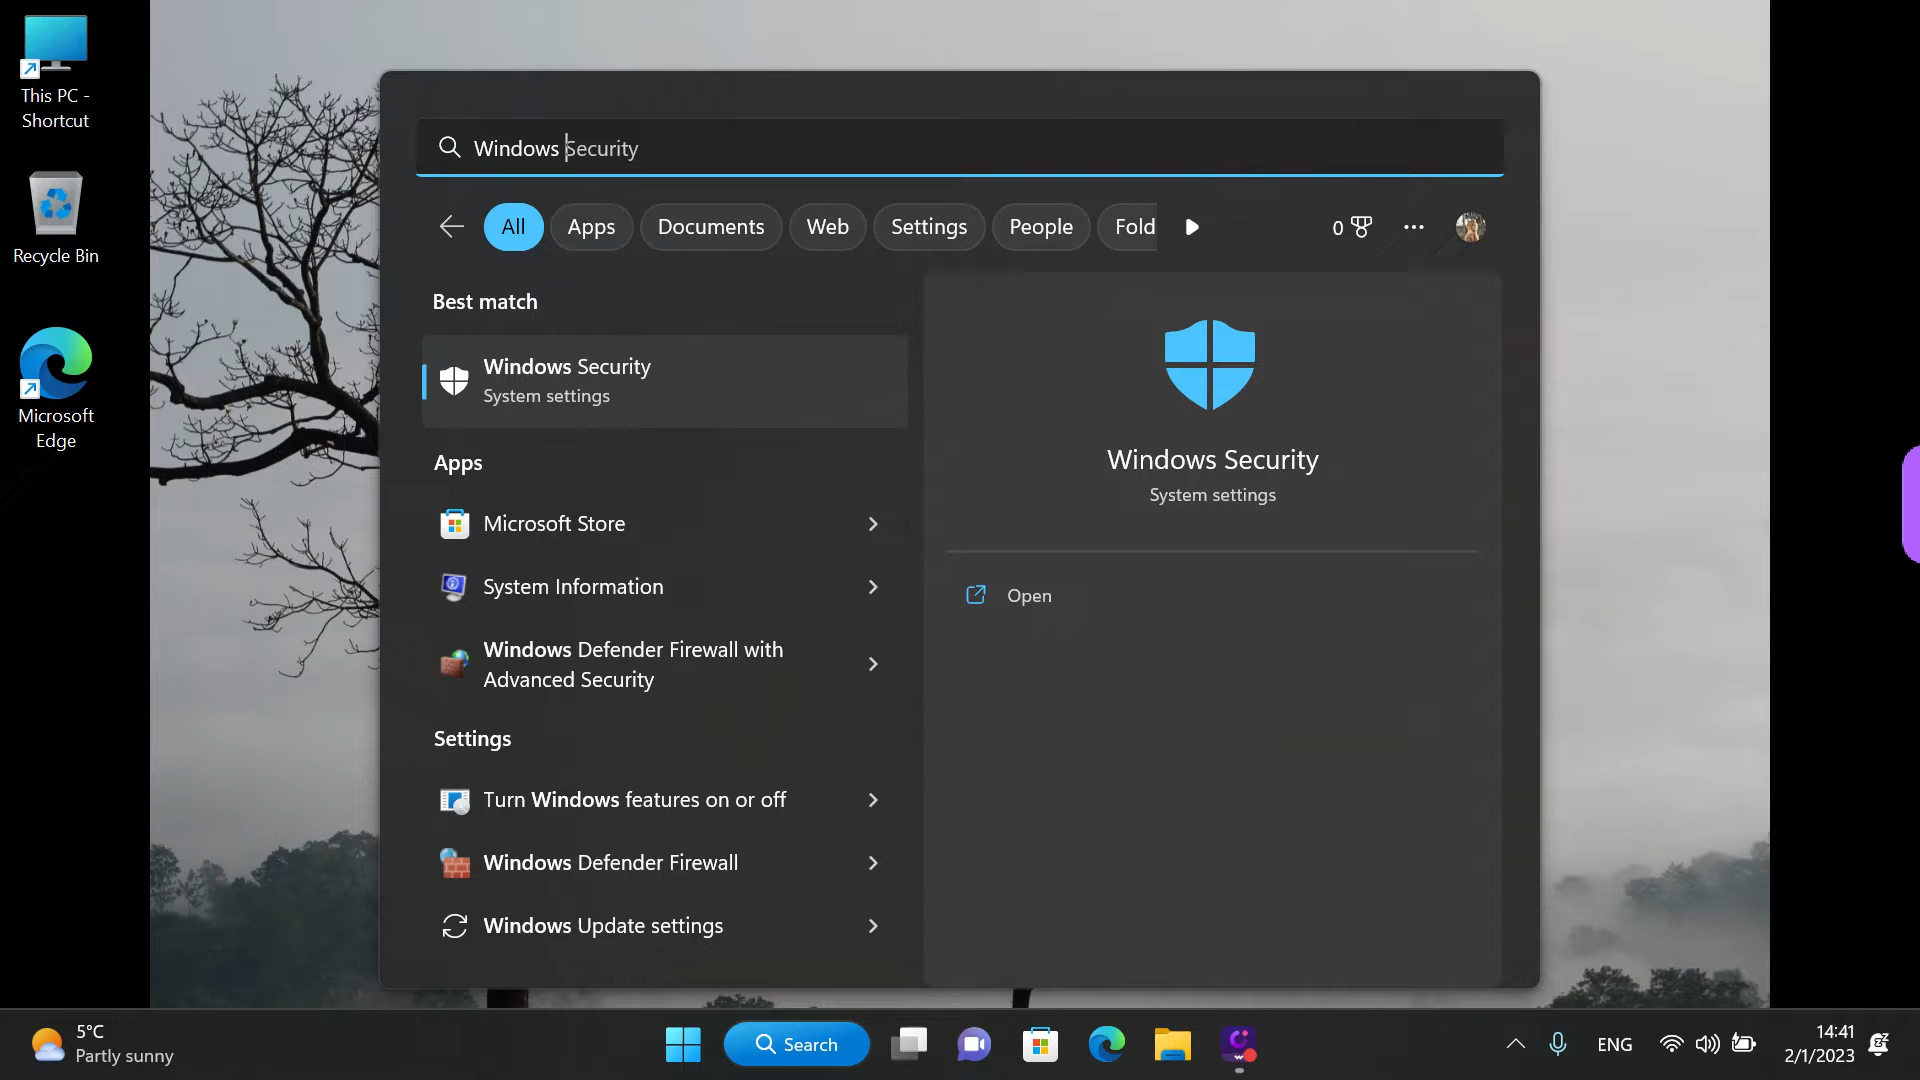 This PC -
Shortcut
Recycle Bin
Microsoft
Edge
Windows Security
All
Apps
Documents
Web
Settings
People
Fold
0
Best match
Windows Security
System settings
Apps
Microsoft Store
System Information
Windows Defender Firewall with
Advanced Security
Settings
Turn Windows features on or off
Windows Defender Firewall
Windows Update settings
Windows Security
System settings
Open
5°C
Partly sunny
Search
ENG
14:41
2/1/2023